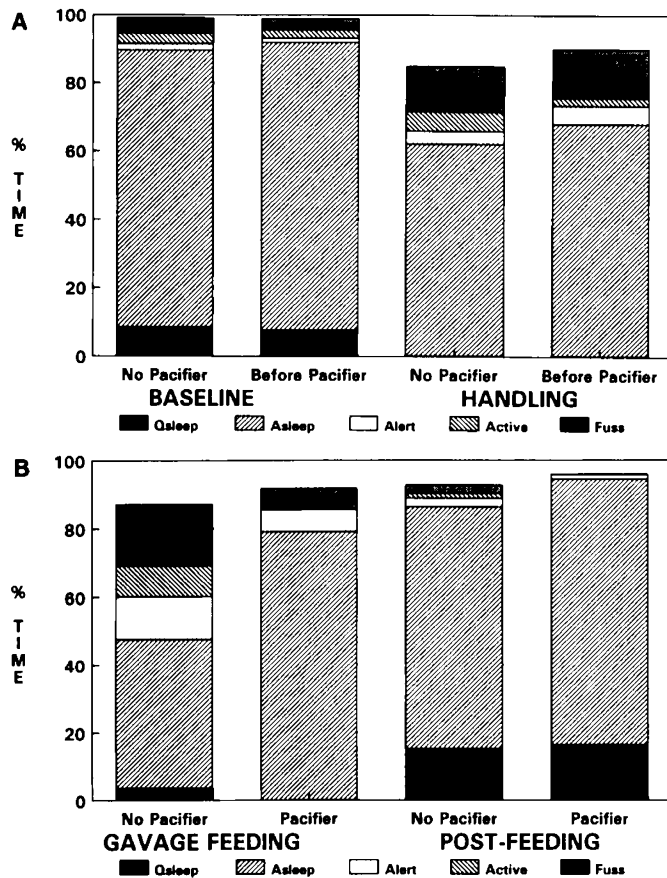 A
100
80
60
40
20
0
% TIME
No Pacifier Before Pacifier No Pacifier Before Pacifier
BASELINE HANDLING
Qsleep Asleep Alert Active Fuss
B
100
80
60
40
20
0
% TIME
No Pacifier Pacifier No Pacifier Pacifier
GAVAGE FEEDING POST-FEEDING
Qsleep Asleep Alert Active Fuss